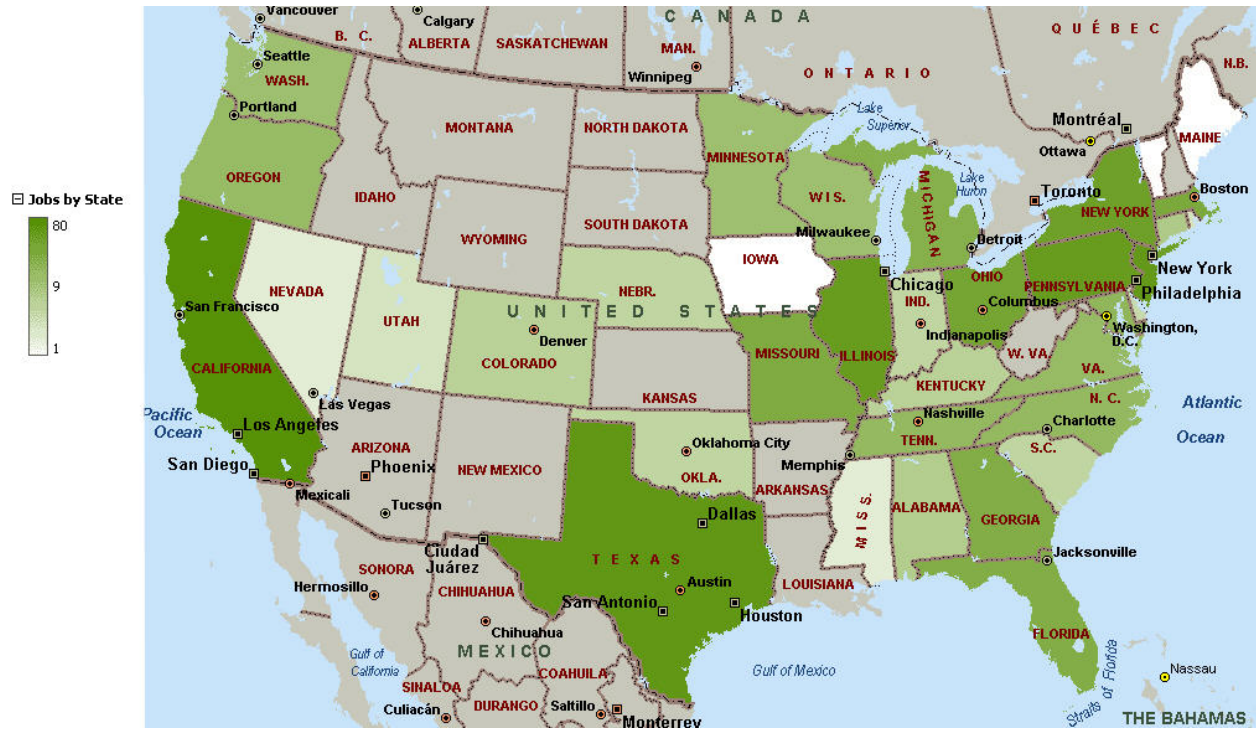 Jobs by State
80
9
1
Vancouver
Calgary
B. C.
ALBERTA
SASKATCHEWAN
MAN.
Winnipeg
CANADA
ONTARIO
QUÉBEC
N.B.
Seattle
WASH.
Portland
OREGON
MONTANA
IDAHO
WYOMING
NORTH DAKOTA
SOUTH DAKOTA
MINNESOTA
Lake
Superior
WIS.
Milwaukee
MICHIGAN
Lake
Huron
Detroit
Toronto
Ottawa
Montréal
MAINE
Boston
NEW YORK
New York
PENNSYLVANIA
Philadelphia
Washington,
D.C.
San Francisco
NEVADA
UTAH
CALIFORNIA
Las Vegas
Los Angefes
San Diego
Mexicali
Pacific
Ocean
UNITED STATES
Denver
COLORADO
NEBR.
KANSAS
IOWA
MISSOURI
ILLINOIS
Chicago
IND.
Indianapolis
OHIO
Columbus
W. VA.
VA.
KENTUCKY
Nashville
TENN.
Memphis
N. C.
Charlotte
S.C.
Atlantic
Ocean
ARIZONA
Phoenix
Tucson
NEW MEXICO
Oklahoma City
OKLA.
ARKANSAS
MISS.
ALABAMA
GEORGIA
Jacksonville
FLORIDA
LOUISIANA
TEXAS
Dallas
Austin
San Antonio
Houston
Ciudad
Juárez
SONORA
Hermosillo
CHIHUAHUA
Chihuahua
MEXICO
COAHUILA
SINALOA
Culiacán
DURANGO
Saltillo
Monterrey
Gulf of
California
Gulf of Mexico
Straits of Florida
Nassau
THE BAHAMAS